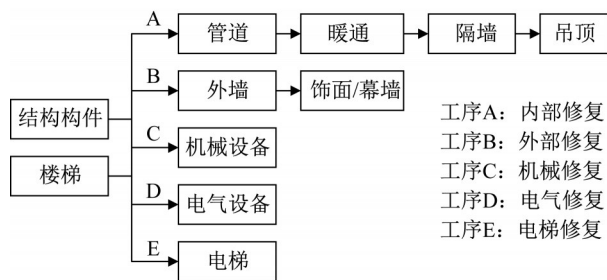 A 管道 暖通 隔墙 吊顶
B 外墙 饰面/幕墙
结构构件
C 机械设备
楼梯
D 电气设备
E 电梯
工序A：内部修复
工序B：外部修复
工序C：机械修复
工序D：电气修复
工序E：电梯修复